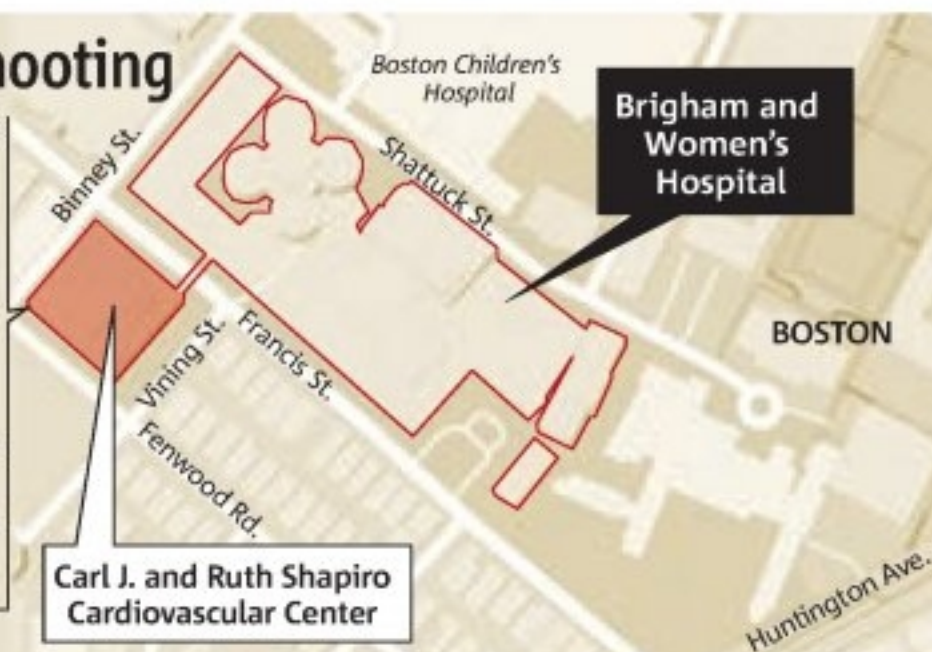 Boston Children's
Hospital
Brigham and
Women's
Hospital
Binney St.
Shattuck St.
BOSTON
Vining St.
Francis St.
Fenwood Rd.
Carl J. and Ruth Shapiro
Cardiovascular Center
Huntington Ave.